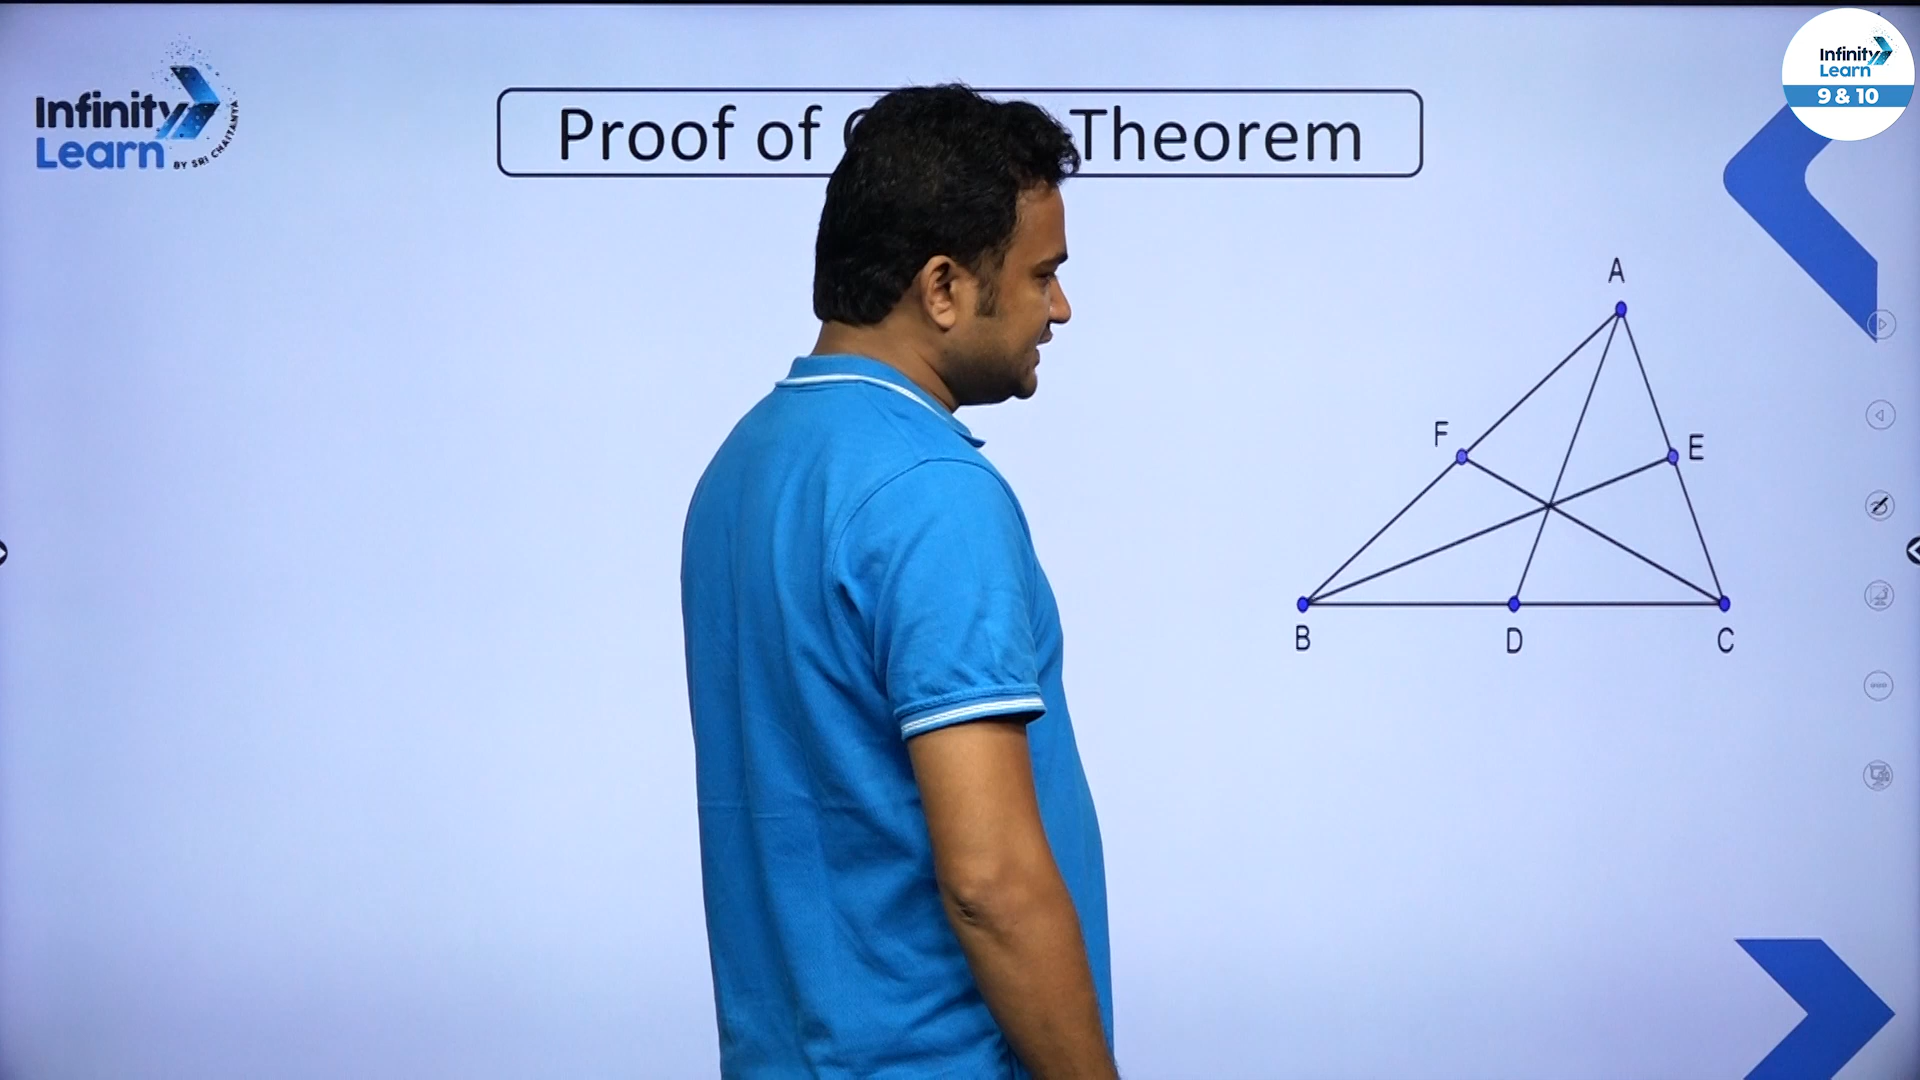 Infinity
Learn
BY SRI CHAITANYA
Proof of
Theorem
Infinity
Learn
9 & 10
A
F
E
B
D
C